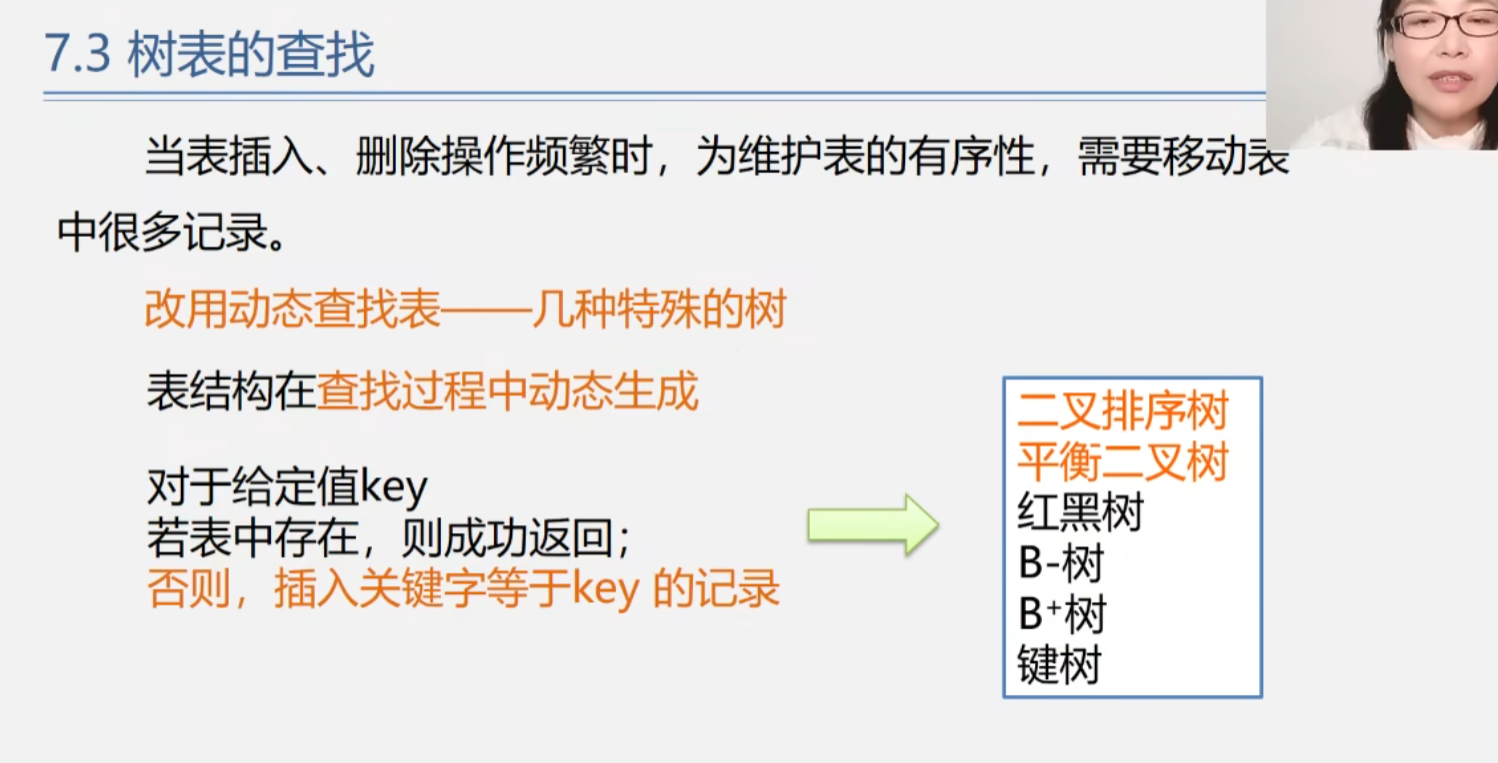 7.3 树表的查找
当表插入、删除操作频繁时，为维护表的有序性，需要移动表
中很多记录。
改用动态查找表——几种特殊的树
表结构在查找过程中动态生成
对于给定值key
若表中存在，则成功返回；
否则，插入关键字等于key 的记录
二叉排序树
平衡二叉树
红黑树
B-树
B⁺树
键树